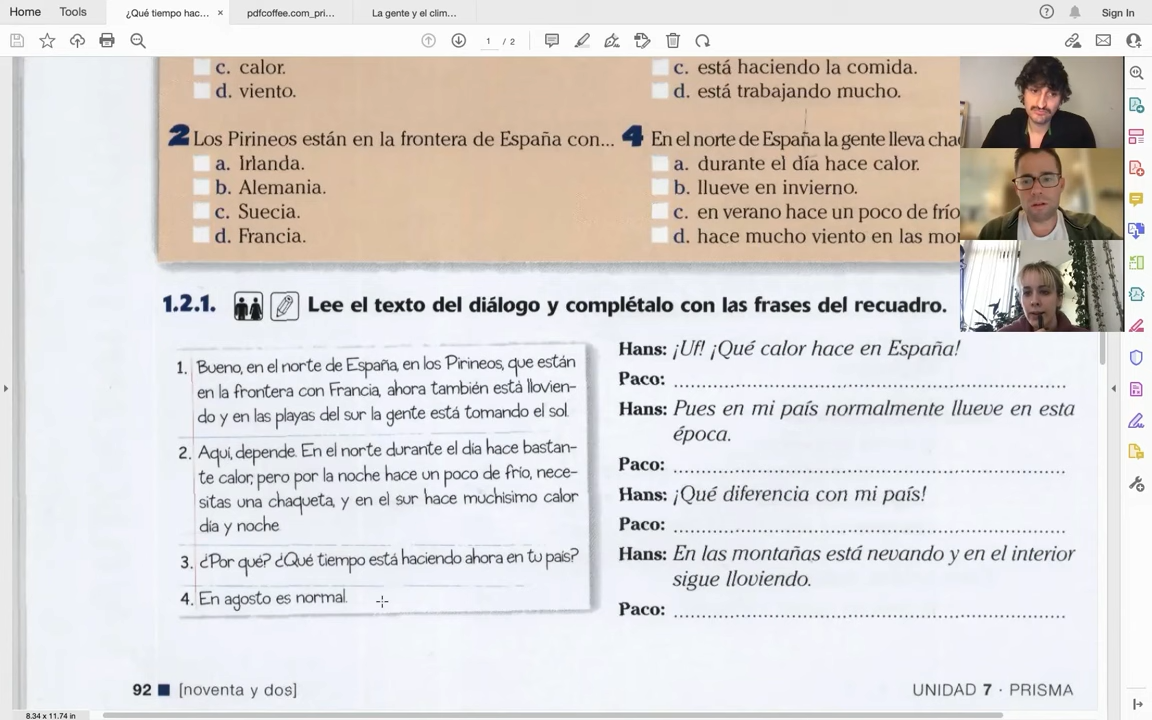 Home Tools ¿Qué tiempo hac... × pdfcoffee.com_pri... La gente y el clim... Sign In
1 / 2
c. calor.
d. viento.
c. está haciendo la comida.
d. está trabajando mucho.
2 Los Pirineos están en la frontera de España con...
a. Irlanda.
b. Alemania.
c. Suecia.
d. Francia.
4 En el norte de España la gente lleva cha
a. durante el día hace calor.
b. llueve en invierno.
c. en verano hace un poco de frío
d. hace mucho viento en las mo
1.2.1. Lee el texto del diálogo y complétalo con las frases del recuadro.
1. Bueno, en el norte de España, en los Pirineos, que están
en la frontera con Francia, ahora también está llovien-
do y en las playas del sur la gente está tomando el sol.
2. Aquí, depende. En el norte durante el día hace bastan-
te calor, pero por la noche hace un poco de frío, nece-
sitas una chaqueta, y en el sur hace muchísimo calor
día y noche.
3. ¿Por qué? ¿Qué tiempo está haciendo ahora en tu país?
4. En agosto es normal.
Hans: ¡Uf! ¡Qué calor hace en España!
Paco: ........................................................................
Hans: Pues en mi país normalmente llueve en esta
época.
Paco: ........................................................................
Hans: ¡Qué diferencia con mi país!
Paco: ........................................................................
Hans: En las montañas está nevando y en el interior
sigue lloviendo.
Paco: ........................................................................
92 ■ [noventa y dos]
UNIDAD 7 · PRISMA
8.34 x 11.74 in